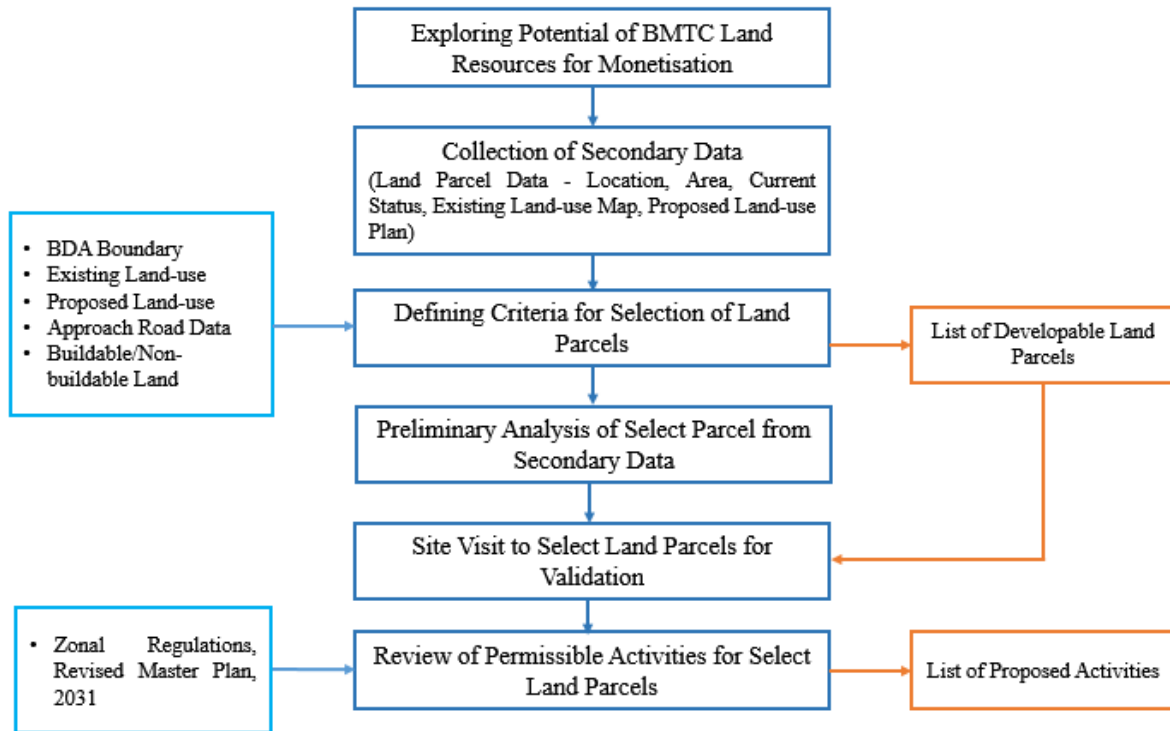 Exploring Potential of BMTC Land
Resources for Monetisation
Collection of Secondary Data
(Land Parcel Data - Location, Area, Current
Status, Existing Land-use Map, Proposed Land-use
Plan)
• BDA Boundary
• Existing Land-use
• Proposed Land-use
• Approach Road Data
• Buildable/Non-
buildable Land
Defining Criteria for Selection of Land
Parcels
List of Developable Land
Parcels
Preliminary Analysis of Select Parcel from
Secondary Data
Site Visit to Select Land Parcels for
Validation
• Zonal Regulations,
Revised Master Plan,
2031
Review of Permissible Activities for Select
Land Parcels
List of Proposed Activities